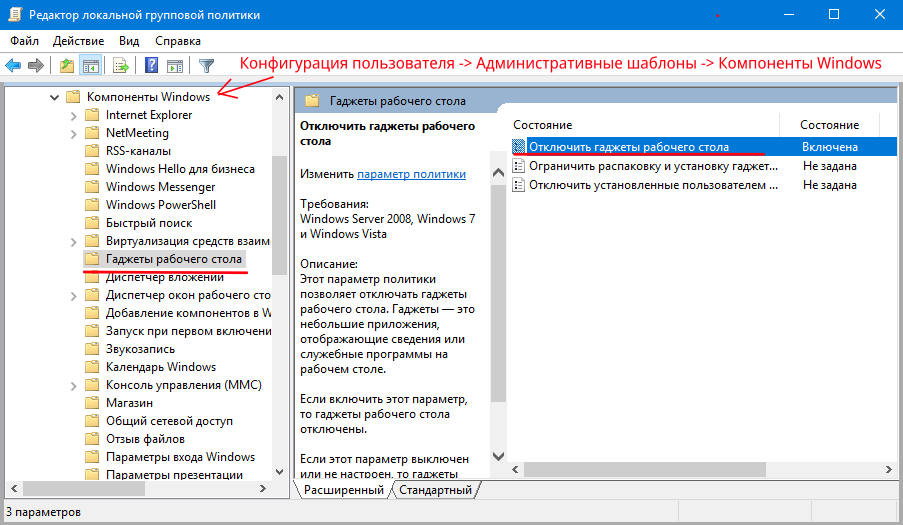 Редактор локальной групповой политики
Файл Действие Вид Справка
Конфигурация пользователя -> Административные шаблоны -> Компоненты Windows
Компоненты Windows
Internet Explorer
NetMeeting
RSS-каналы
Windows Hello для бизнеса
Windows Messenger
Windows PowerShell
Быстрый поиск
Виртуализация средств взаим
Гаджеты рабочего стола
Диспетчер вложений
Диспетчер окон рабочего сто
Добавление компонентов в W
Запуск при первом включени
Звукозапись
Календарь Windows
Консоль управления (MMC)
Магазин
Общий сетевой доступ
Отзыв файлов
Параметры входа Windows
Параметры презентации
Гаджеты рабочего стола
Отключить гаджеты рабочего
стола
Изменить параметр политики
Требования:
Windows Server 2008, Windows 7
и Windows Vista
Описание:
Этот параметр политики
позволяет отключать гаджеты
рабочего стола. Гаджеты — это
небольшие приложения,
отображающие сведения или
служебные программы на
рабочем столе.
Если включить этот параметр,
то гаджеты рабочего стола
отключены.
Если этот параметр выключен
или не настроен, то гаджеты
Состояние Состояние
Отключить гаджеты рабочего стола Включена
Ограничить распаковку и установку гаджет... Не задана
Отключить установленные пользователем ... Не задана
Расширенный Стандартный
3 параметров